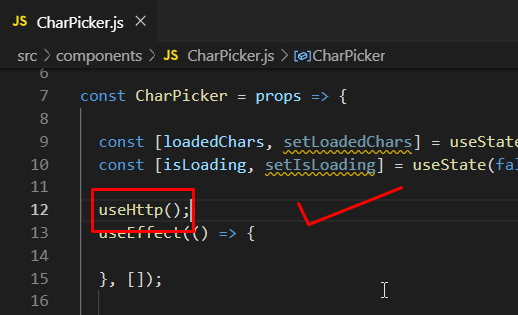 JS CharPicker.js
src > components > JS CharPicker.js > CharPicker
6
7 const CharPicker = props => {
8
9 const [loadedChars, setLoadedChars] = useState
10 const [isLoading, setIsLoading] = useState(fal
11
12 useHttp();
13 useEffect(() => {
14
15 }, []);
16